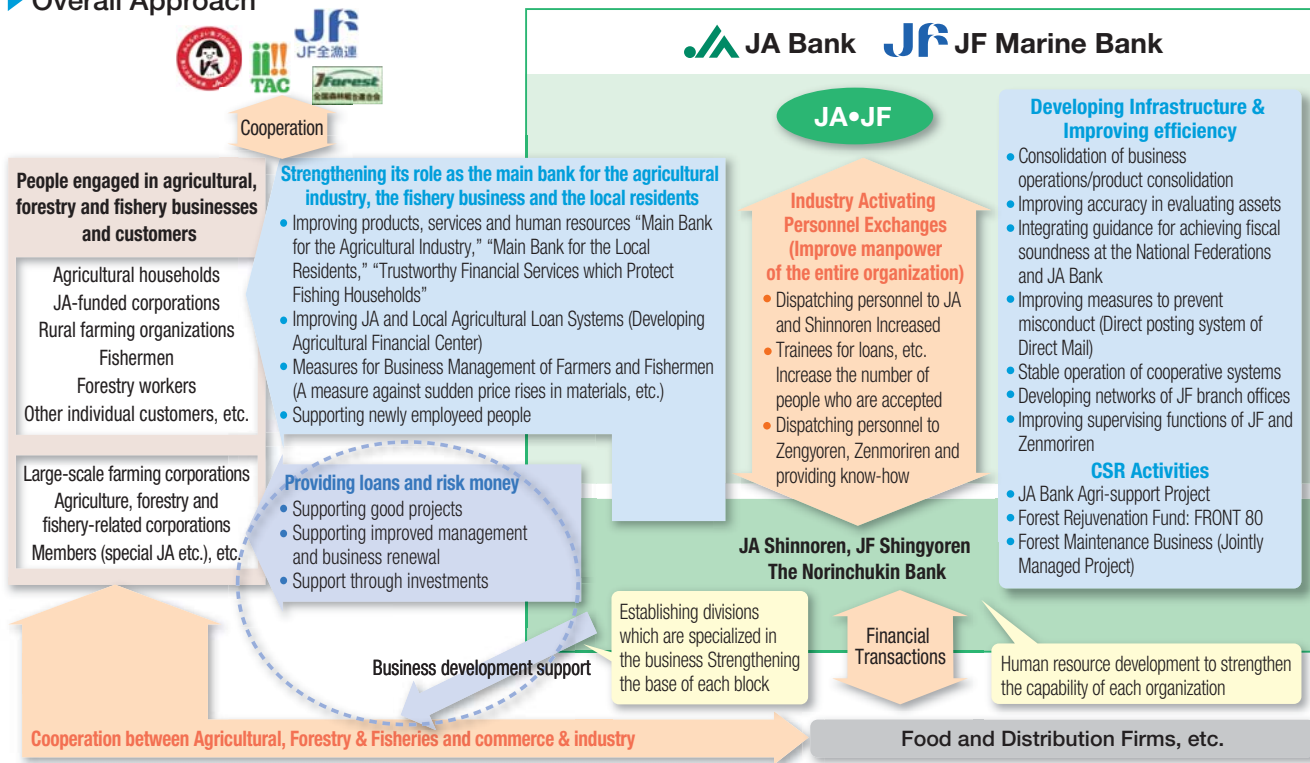 Overall Approach
JF
JF全漁連
TAC
JForest
全国森林組合連合会
Cooperation
JA Bank
JF JF Marine Bank
People engaged in agricultural,
forestry and fishery businesses
and customers
Agricultural households
JA-funded corporations
Rural farming organizations
Fishermen
Forestry workers
Other individual customers, etc.
Large-scale farming corporations
Agriculture, forestry and
fishery-related corporations
Members (special JA etc.), etc.
Strengthening its role as the main bank for the agricultural
industry, the fishery business and the local residents
• Improving products, services and human resources “Main Bank
for the Agricultural Industry,” “Main Bank for the Local
Residents,” “Trustworthy Financial Services which Protect
Fishing Households”
• Improving JA and Local Agricultural Loan Systems (Developing
Agricultural Financial Center)
• Measures for Business Management of Farmers and Fishermen
(A measure against sudden price rises in materials, etc.)
• Supporting newly employeed people
Providing loans and risk money
• Supporting good projects
• Supporting improved management
and business renewal
• Support through investments
JA•JF
Industry Activating
Personnel Exchanges
(Improve manpower
of the entire organization)
• Dispatching personnel to JA
and Shinnoren Increased
• Trainees for loans, etc.
Increase the number of
people who are accepted
• Dispatching personnel to
Zengyoren, Zenmoriren and
providing know-how
Developing Infrastructure &
Improving efficiency
• Consolidation of business
operations/product consolidation
• Improving accuracy in evaluating assets
• Integrating guidance for achieving fiscal
soundness at the National Federations
and JA Bank
• Improving measures to prevent
misconduct (Direct posting system of
Direct Mail)
• Stable operation of cooperative systems
• Developing networks of JF branch offices
• Improving supervising functions of JF and
Zenmoriren
CSR Activities
• JA Bank Agri-support Project
• Forest Rejuvenation Fund: FRONT 80
• Forest Maintenance Business (Jointly
Managed Project)
JA Shinnoren, JF Shingyoren
The Norinchukin Bank
Establishing divisions
which are specialized in
the business Strengthening
the base of each block
Financial
Transactions
Human resource development to strengthen
the capability of each organization
Business development support
Cooperation between Agricultural, Forestry & Fisheries and commerce & industry
Food and Distribution Firms, etc.